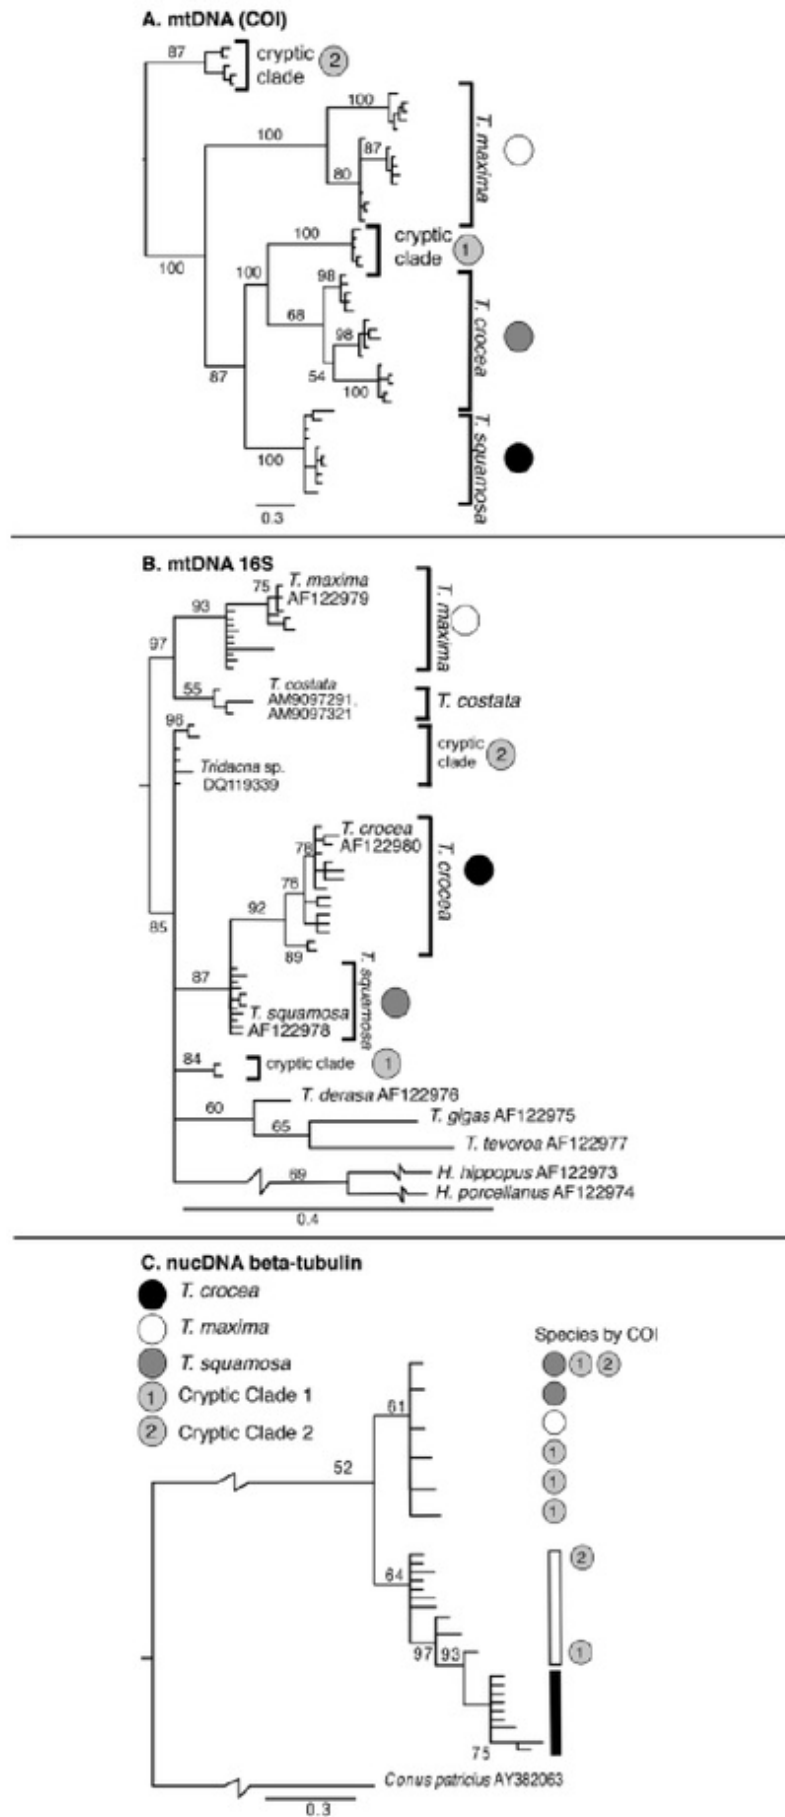 A. mtDNA (COI)
87
cryptic
clade
2
100
100
87
80
T. maxima
100
cryptic
clade
1
100
100
98
68
98
54
100
T. crocea
87
100
T. squamosa
0.3
B. mtDNA 16S
75
T. maxima
AF122979
93
T. maxima
97
55
T. costata
AM9097291,
AM9097321
T. costata
96
cryptic
clade
2
Tridacna sp.
DQ119339
T. crocea
AF122980
78
76
92
89
T. crocea
85
87
T. squamosa
AF122978
T. squamosa
84
cryptic clade
1
T. derasa AF122976
60
T. gigas AF122975
65
T. tevoroa AF122977
69
H. hippopus AF122973
H. porcellanus AF122974
0.4
C. nucDNA beta-tubulin
T. crocea
T. maxima
T. squamosa
1 Cryptic Clade 1
2 Cryptic Clade 2
Species by COI
1 2
1
1
1
61
52
64
2
97 93
1
75
Conus patricius AY382063
0.3